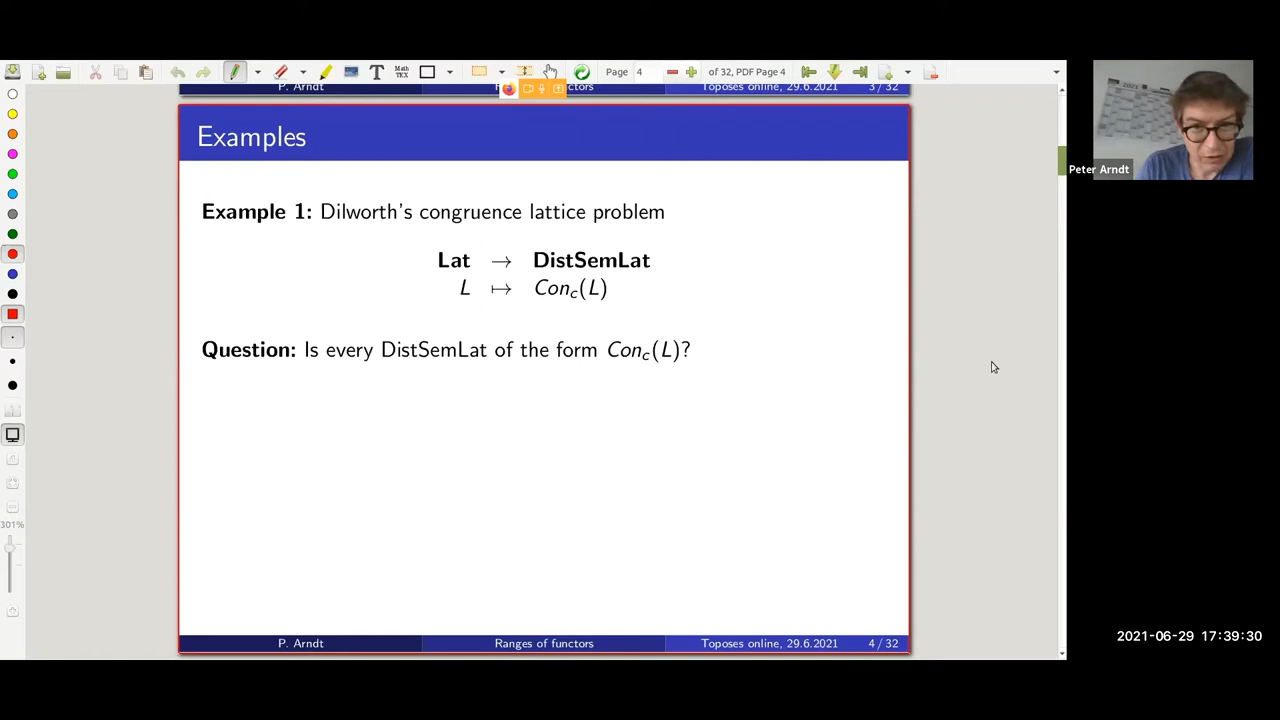 T Math TEX Page 4 of 32, PDF Page 4
P. Arndt Toposes online, 29.6.2021 3 / 32
Examples
Example 1: Dilworth's congruence lattice problem
Lat → DistSemLat
L ↦ Con_c(L)
Question: Is every DistSemLat of the form Con_c(L)?
P. Arndt Ranges of functors Toposes online, 29.6.2021 4 / 32
301%
Peter Arndt
2021-06-29 17:39:30